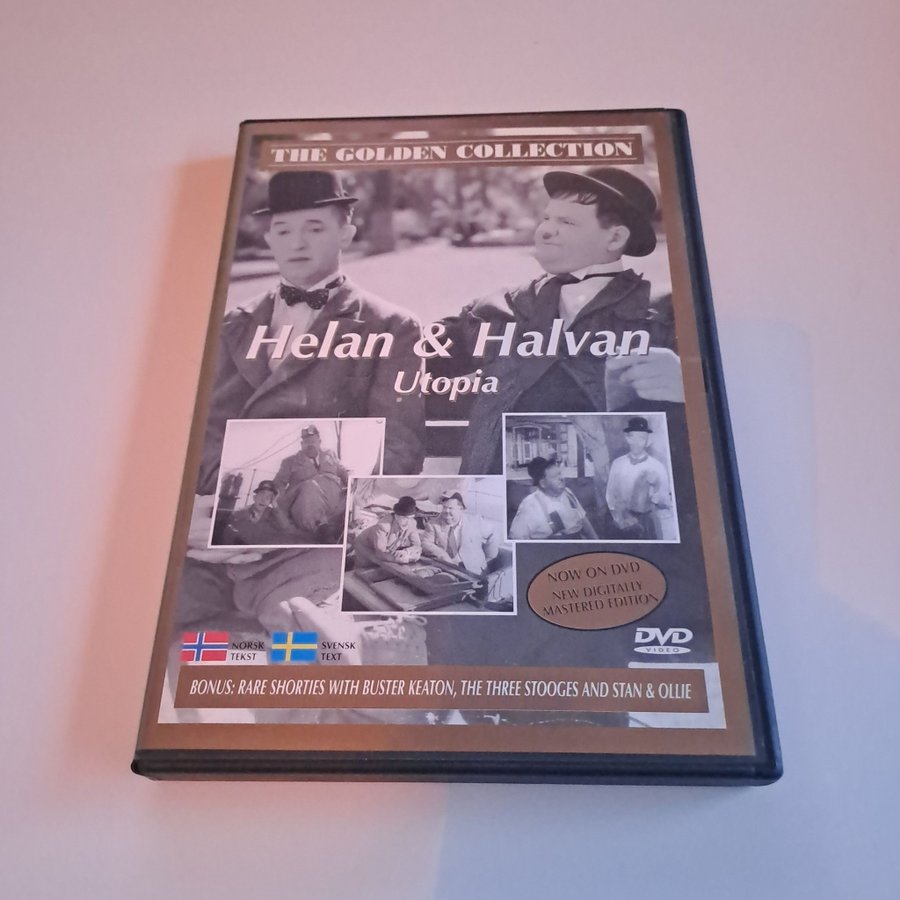 THE GOLDEN COLLECTION
Helan & Halvan
Utopia
NOW ON DVD
NEW DIGITALLY
MASTERED EDITION
NORSK
TEKST
SVENSK
TEXT
DVD
VIDEO
BONUS: RARE SHORTIES WITH BUSTER KEATON, THE THREE STOOGES AND STAN & OLLIE